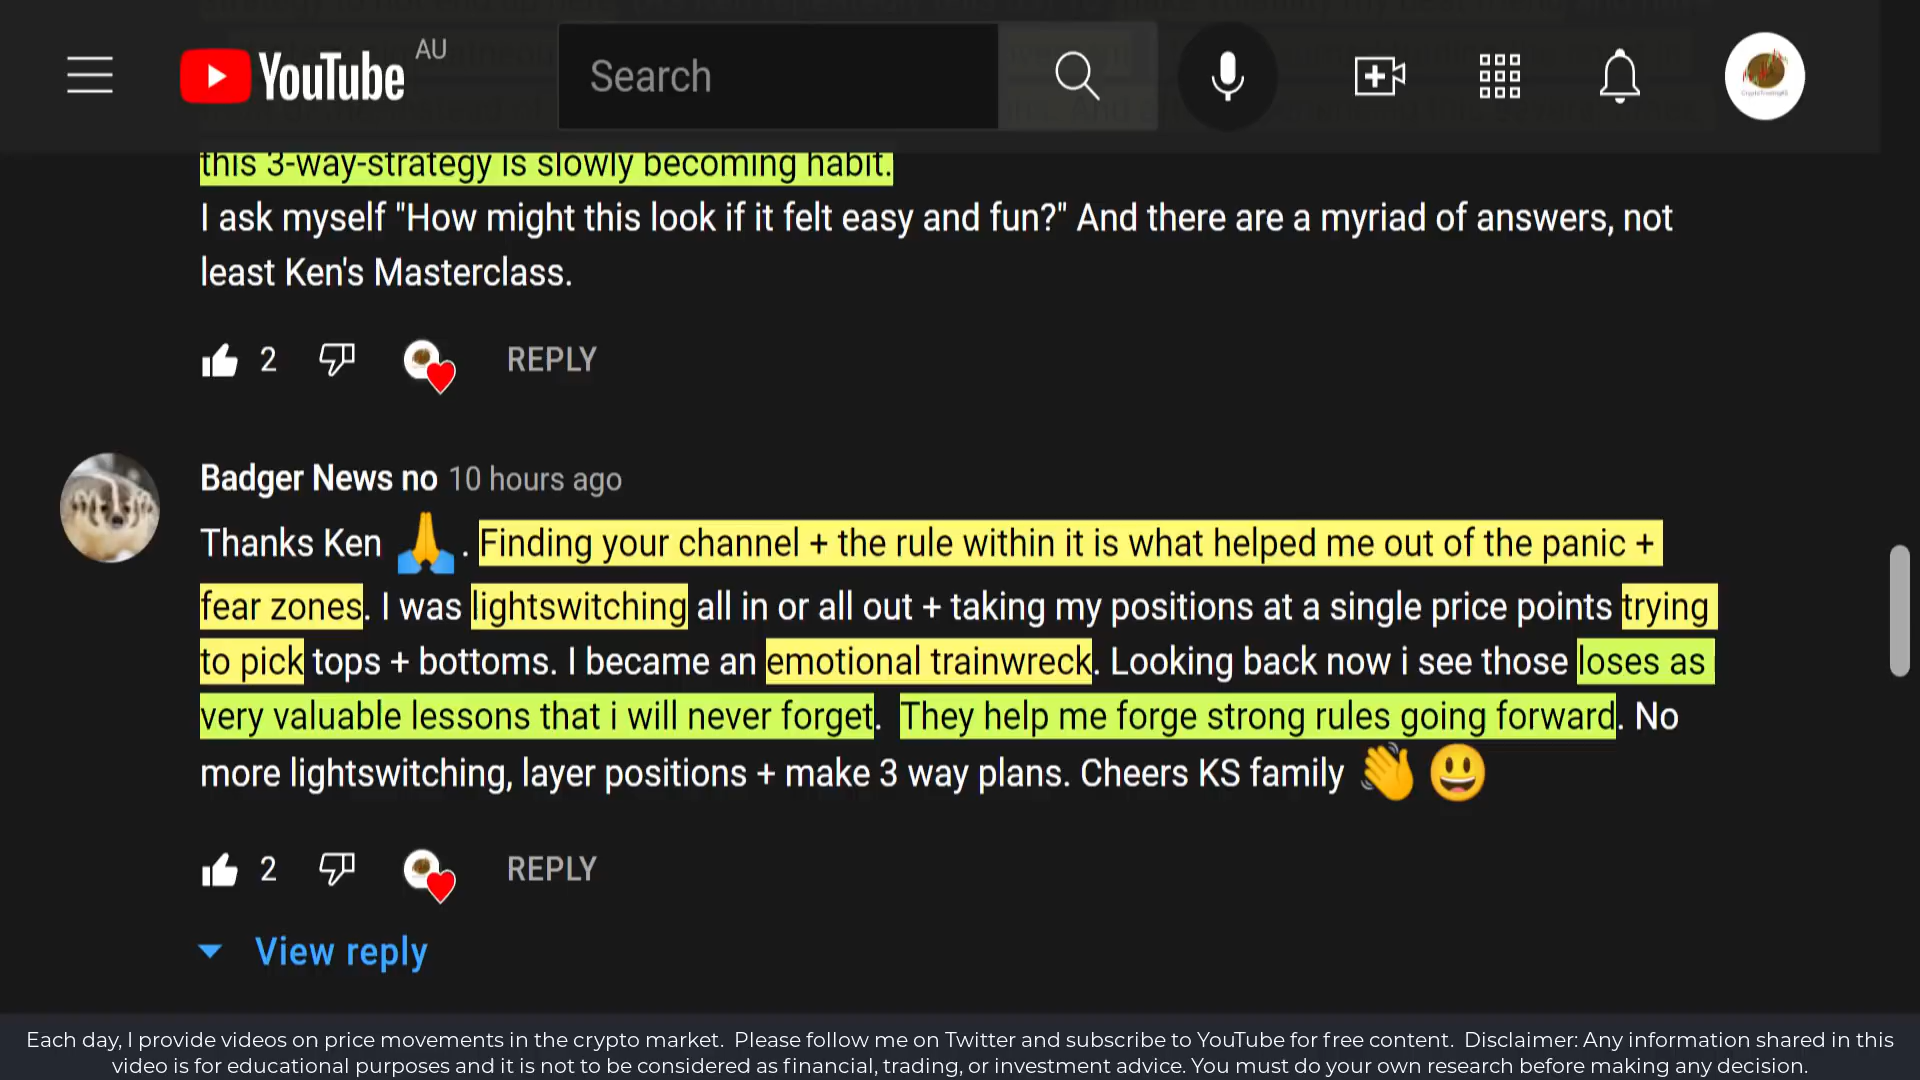 YouTube AU
Search
this 3-way-strategy is slowly becoming habit.
I ask myself "How might this look if it felt easy and fun?" And there are a myriad of answers, not
least Ken's Masterclass.
2 REPLY
Badger News no 10 hours ago
Thanks Ken 🙏. Finding your channel + the rule within it is what helped me out of the panic +
fear zones. I was lightswitching all in or all out + taking my positions at a single price points trying
to pick tops + bottoms. I became an emotional trainwreck. Looking back now i see those loses as
very valuable lessons that i will never forget. They help me forge strong rules going forward. No
more lightswitching, layer positions + make 3 way plans. Cheers KS family 👋 😃
2 REPLY
View reply
Each day, I provide videos on price movements in the crypto market. Please follow me on Twitter and subscribe to YouTube for free content. Disclaimer: Any information shared in this
video is for educational purposes and it is not to be considered as financial, trading, or investment advice. You must do your own research before making any decision.